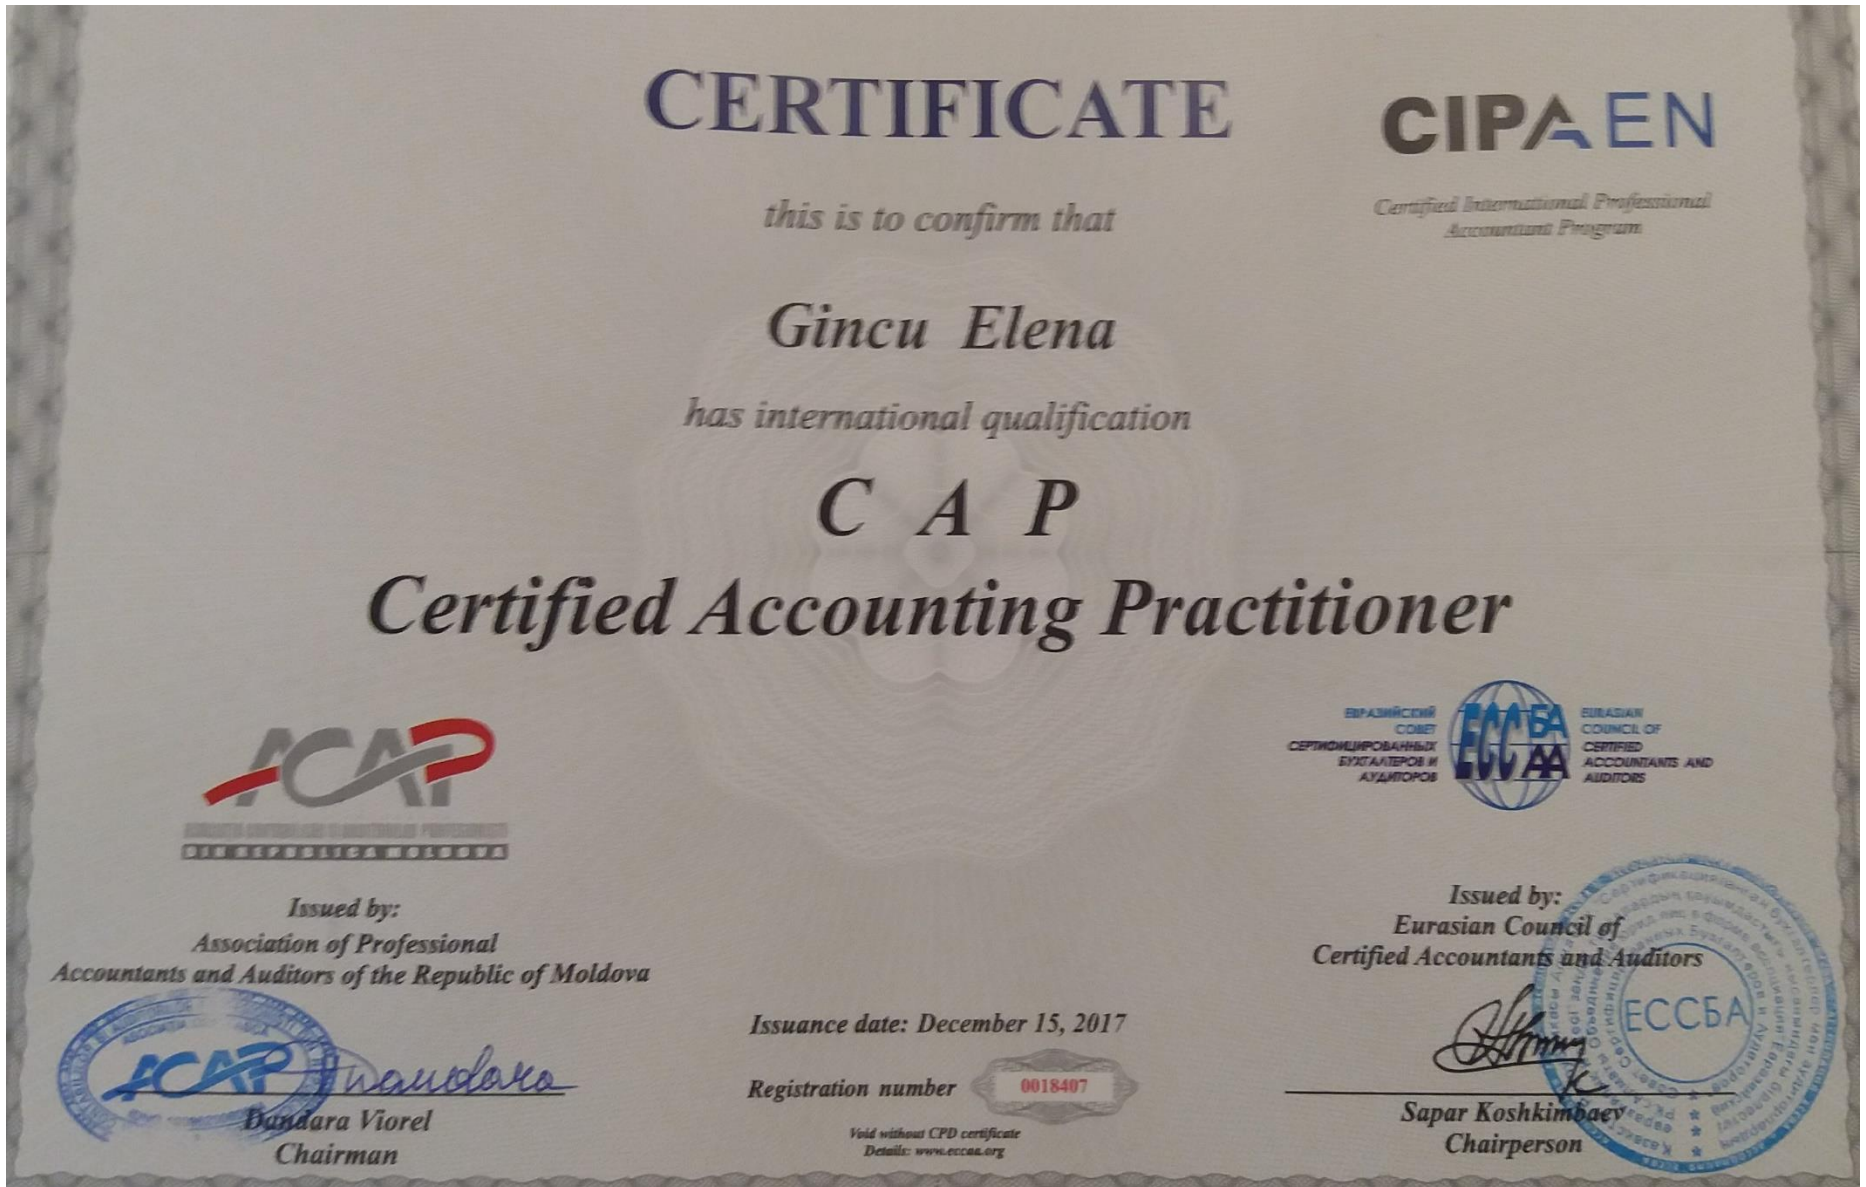 CERTIFICATE
CIPA EN
Certified International Professional
Accountant Program
this is to confirm that
Gincu Elena
has international qualification
C A P
Certified Accounting Practitioner
ACAP
DIN REPUBLICA MOLDOVA
Issued by:
Association of Professional
Accountants and Auditors of the Republic of Moldova
ACAP
Dandara Viorel
Chairman
Issuance date: December 15, 2017
Registration number 0018407
Void without CPD certificate
Details: www.eccaa.org
ЕВРАЗИЙСКИЙ
СОВЕТ
СЕРТИФИЦИРОВАННЫХ
БУХГАЛТЕРОВ И
АУДИТОРОВ
ECC БА АА
EURASIAN
COUNCIL OF
CERTIFIED
ACCOUNTANTS AND
AUDITORS
Issued by:
Eurasian Council of
Certified Accountants and Auditors
ЕССБА
Sapar Koshkimbaev
Chairperson